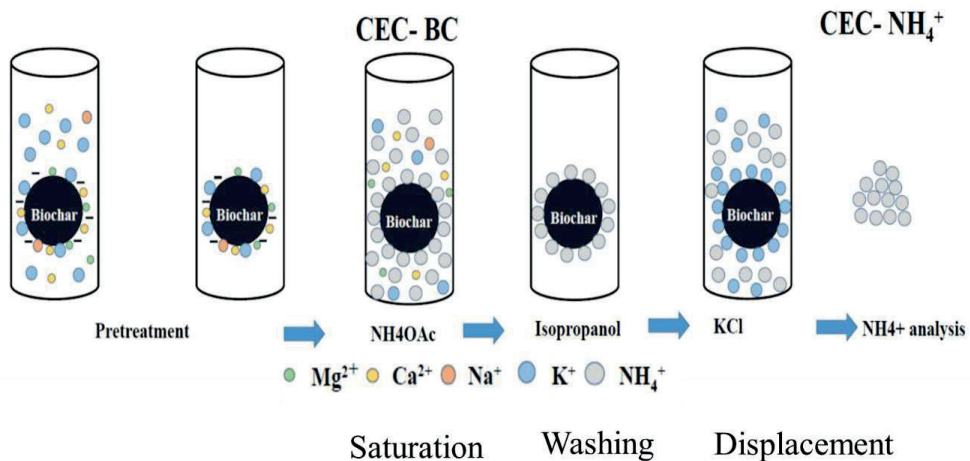 CEC- BC
CEC- NH₄⁺
Biochar
Biochar
Biochar
Biochar
Biochar
Pretreatment
NH4OAc
Isopropanol
KCl
NH4+ analysis
Mg²⁺ Ca²⁺ Na⁺ K⁺ NH₄⁺
Saturation Washing Displacement